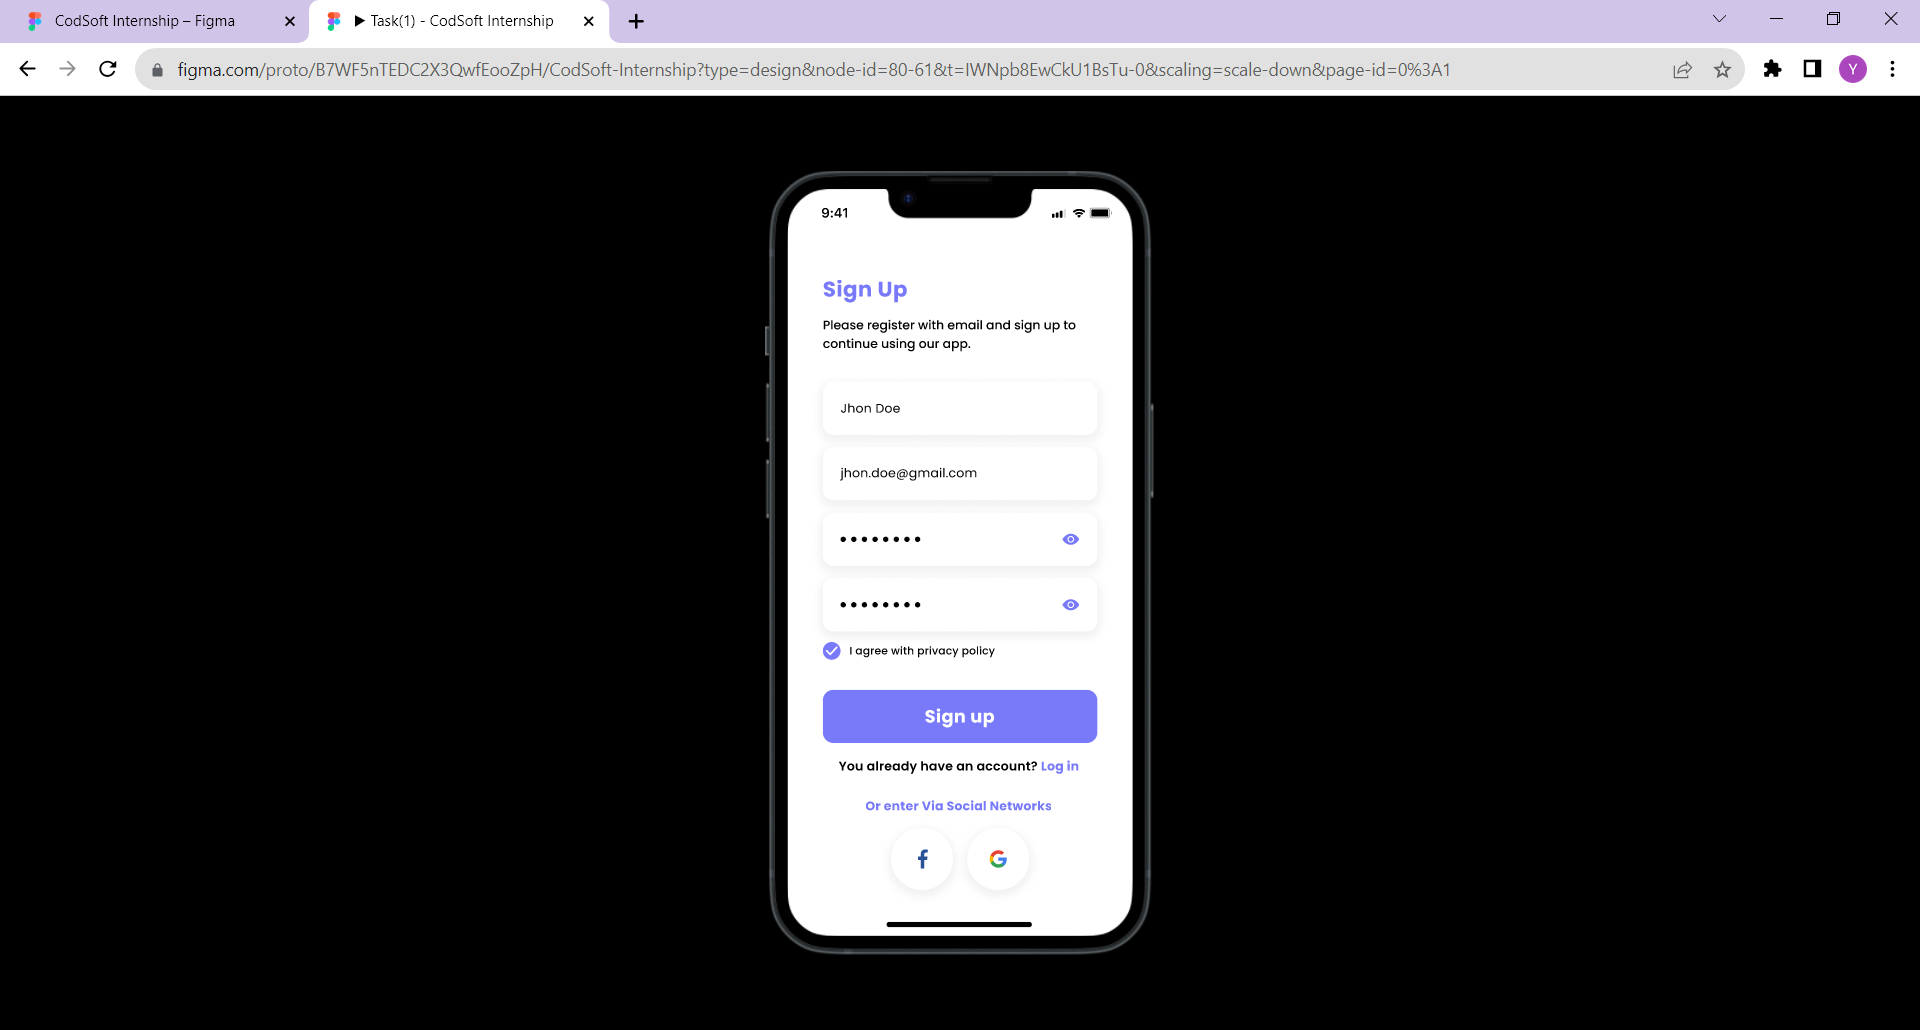 CodSoft Internship – Figma
Task(1) - CodSoft Internship
figma.com/proto/B7WF5nTEDC2X3QwfEooZpH/CodSoft-Internship?type=design&node-id=80-61&t=IWNpb8EwCkU1BsTu-0&scaling=scale-down&page-id=0%3A1
Y
9:41
Sign Up
Please register with email and sign up to
continue using our app.
Jhon Doe
jhon.doe@gmail.com
I agree with privacy policy
Sign up
You already have an account? Log in
Or enter Via Social Networks